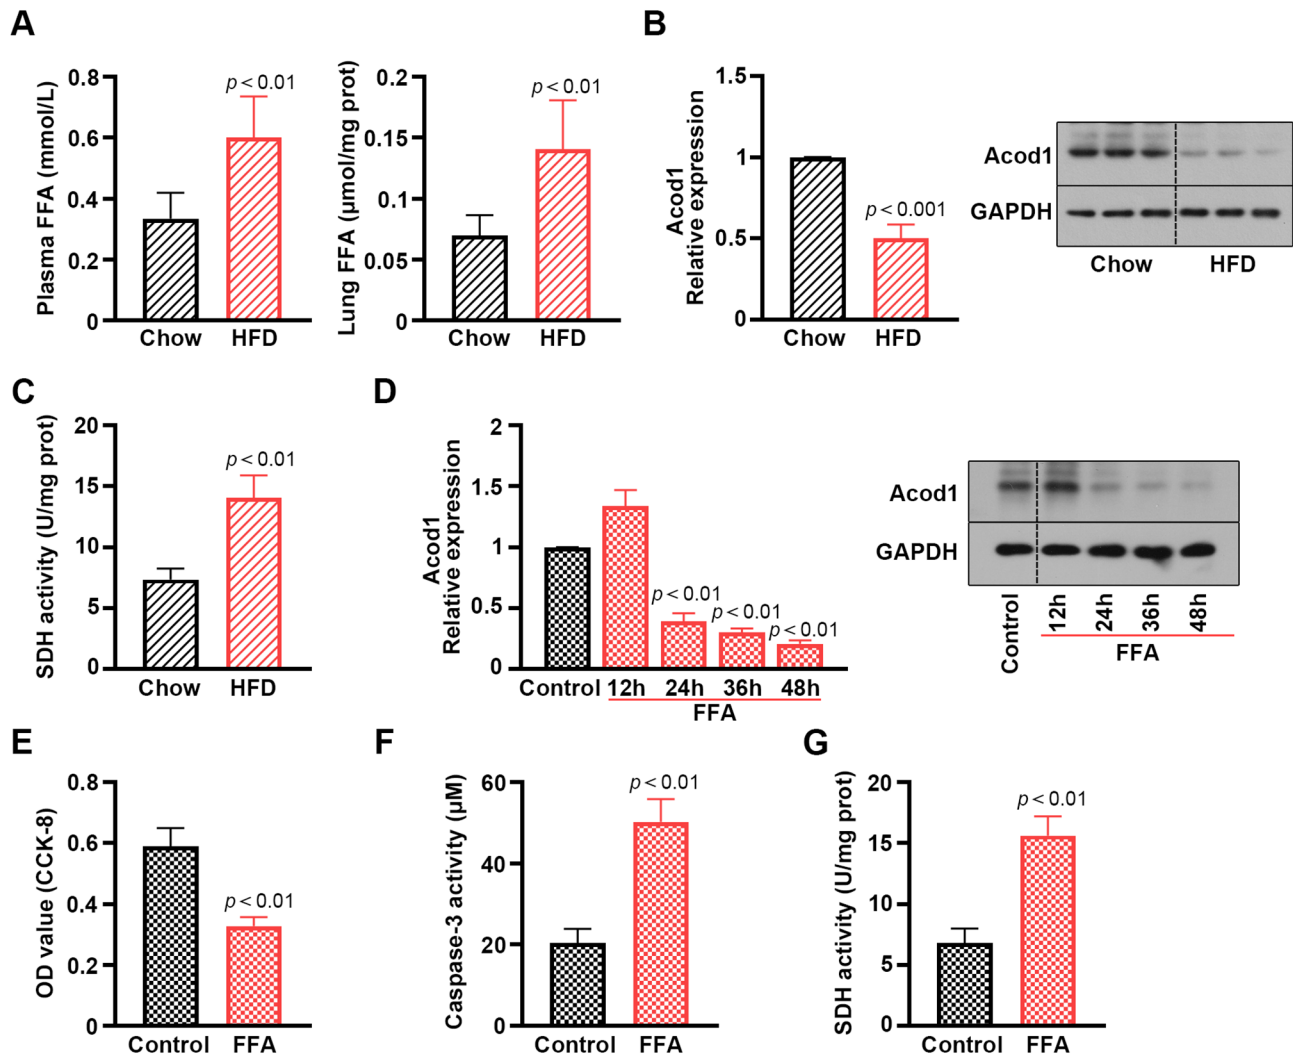 A
Plasma FFA (mmol/L)
0.8
0.6
0.4
0.2
0
p < 0.01
Chow HFD
Lung FFA (μmol/mg prot)
0.2
0.15
0.1
0.05
0
p < 0.01
Chow HFD
B
Acod1
Relative expression
1.5
1
0.5
0
p < 0.001
Chow HFD
Acod1
GAPDH
Chow HFD
C
SDH activity (U/mg prot)
20
15
10
5
0
p < 0.01
Chow HFD
D
Acod1
Relative expression
2
1.5
1
0.5
0
p < 0.01
p < 0.01
p < 0.01
Control 12h 24h 36h 48h
FFA
Acod1
GAPDH
Control 12h 24h 36h 48h
FFA
E
OD value (CCK-8)
0.8
0.6
0.4
0.2
0
p < 0.01
Control FFA
F
Caspase-3 activity (μM)
60
40
20
0
p < 0.01
Control FFA
G
SDH activity (U/mg prot)
20
15
10
5
0
p < 0.01
Control FFA